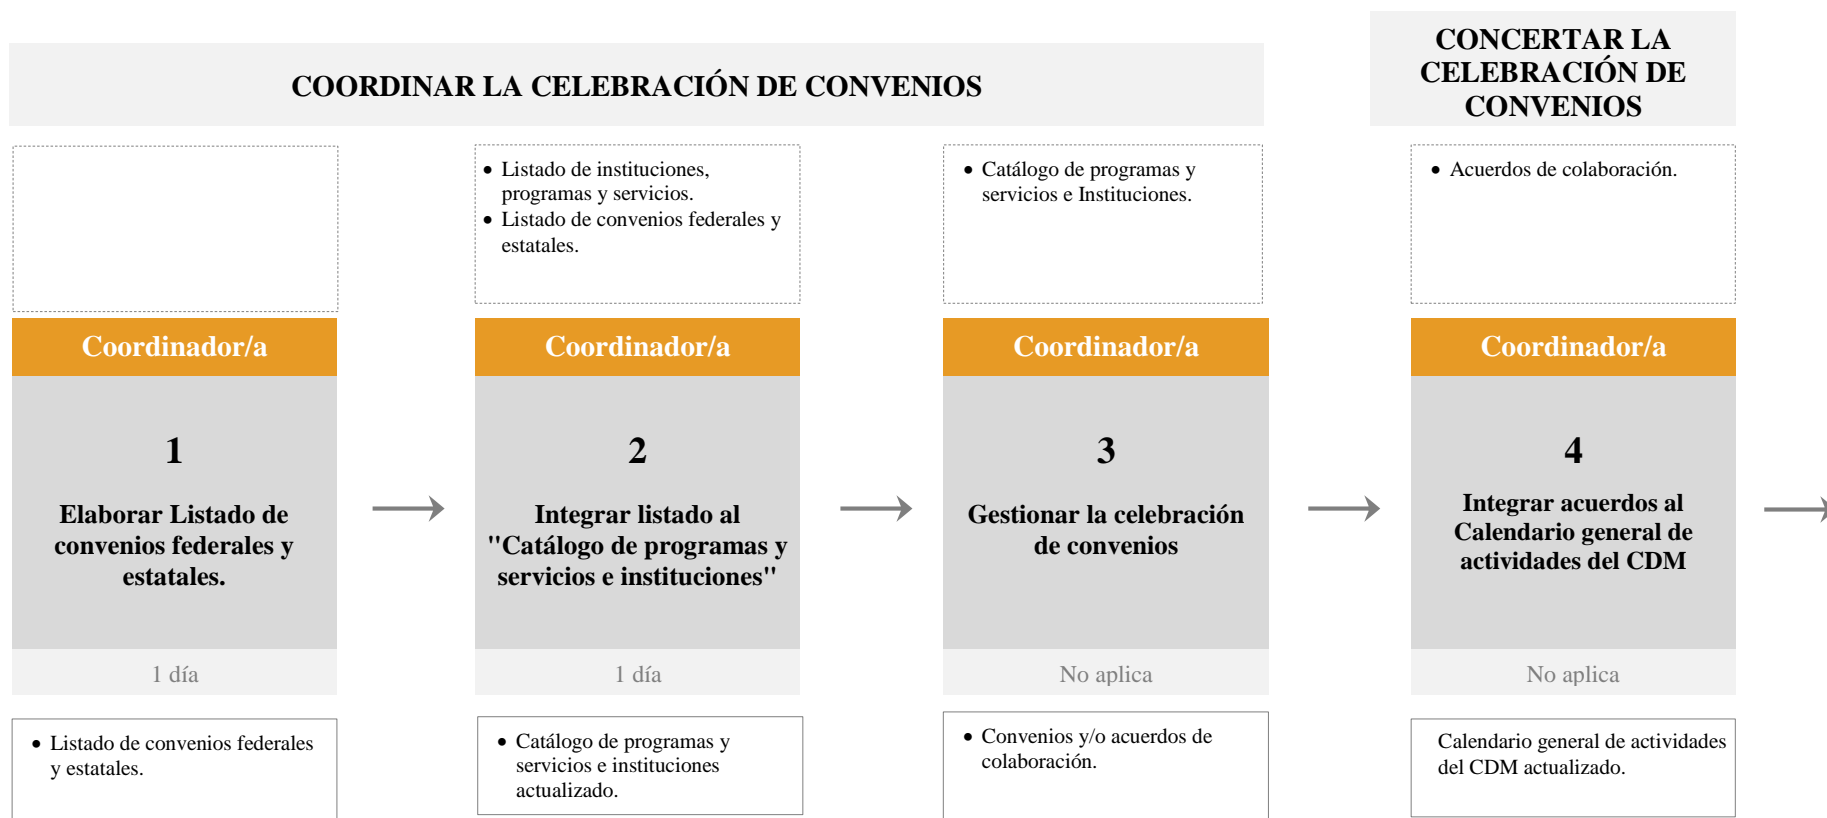 COORDINAR LA CELEBRACIÓN DE CONVENIOS
CONCERTAR LA
CELEBRACIÓN DE
CONVENIOS
• Listado de instituciones,
programas y servicios.
• Listado de convenios federales y
estatales.
• Catálogo de programas y
servicios e Instituciones.
• Acuerdos de colaboración.
Coordinador/a
Coordinador/a
Coordinador/a
Coordinador/a
1
Elaborar Listado de
convenios federales y
estatales.
2
Integrar listado al
"Catálogo de programas y
servicios e instituciones"
3
Gestionar la celebración
de convenios
4
Integrar acuerdos al
Calendario general de
actividades del CDM
1 día
1 día
No aplica
No aplica
• Listado de convenios federales
y estatales.
• Catálogo de programas y
servicios e instituciones
actualizado.
• Convenios y/o acuerdos de
colaboración.
Calendario general de actividades
del CDM actualizado.